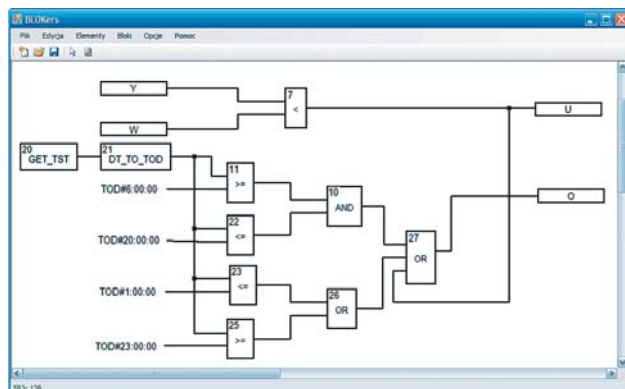 BLOKers
Plik Edycja Elementy Bloki Opcje Pomoc
Y
7
<
U
W
20
GET_TST
21
DT_TO_TOD
11
>=
TOD#6:00:00
10
AND
O
22
<=
TOD#20:00:00
27
OR
23
<=
TOD#1:00:00
26
OR
25
>=
TOD#23:00:00